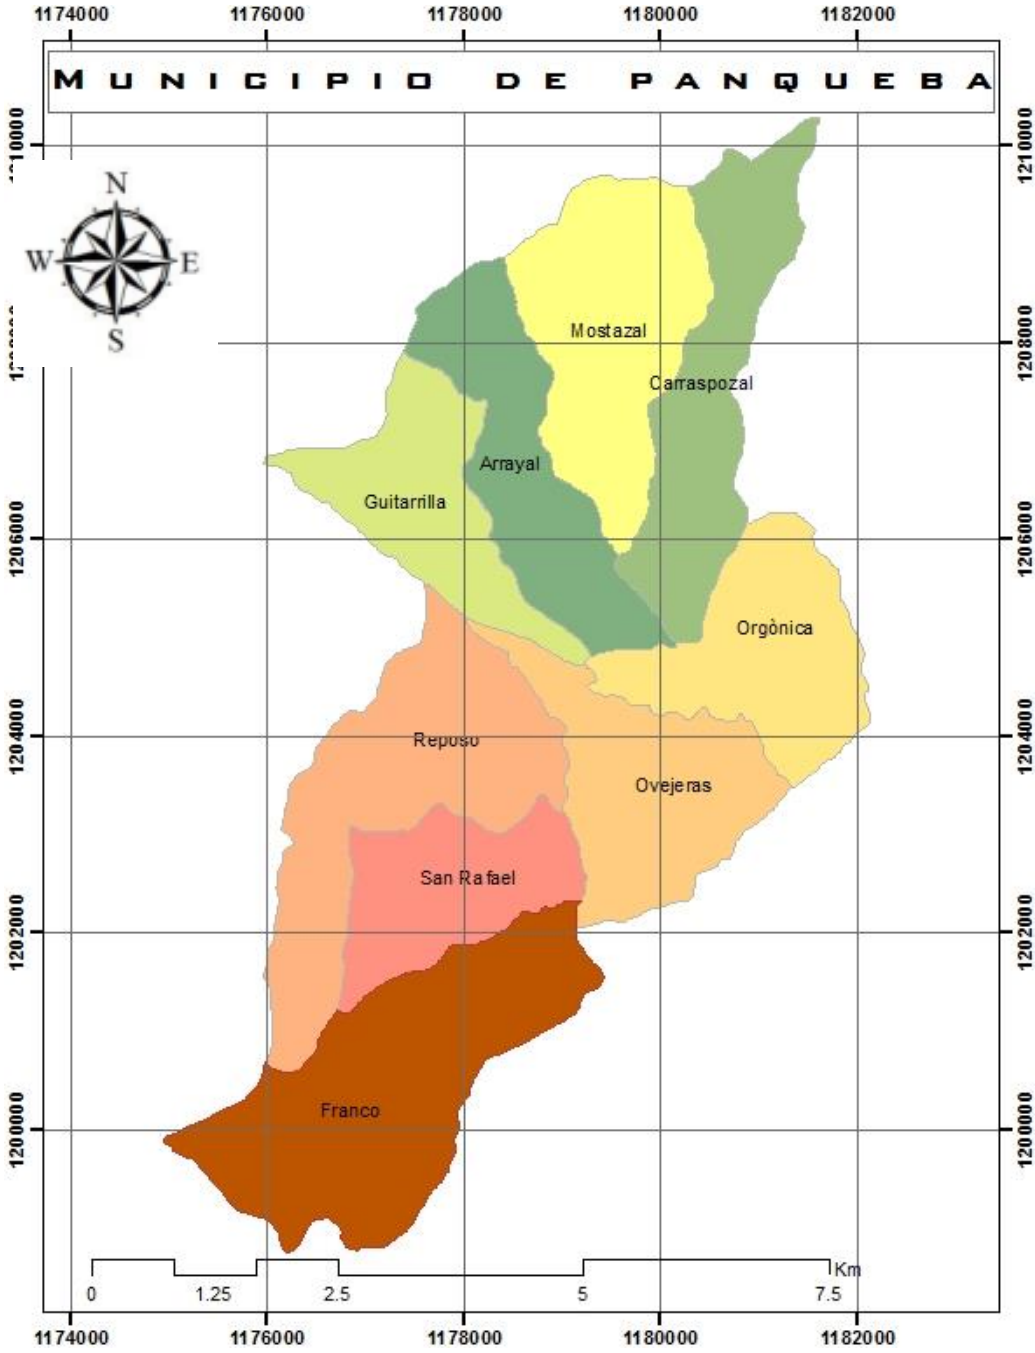 1174000 1176000 1178000 1180000 1182000
MUNICIPIO DE PANQUEBA
1210000
N
W E
S
Mostazal
1208000
Carraspozal
Arrayal
Guitarrilla
1206000 1206000
Orgònica
1204000 1204000
Reposo
Ovejeras
San Rafael
1202000 1202000
Franco
1200000 1200000
Km
0 1.25 2.5 5 7.5
1174000 1176000 1178000 1180000 1182000